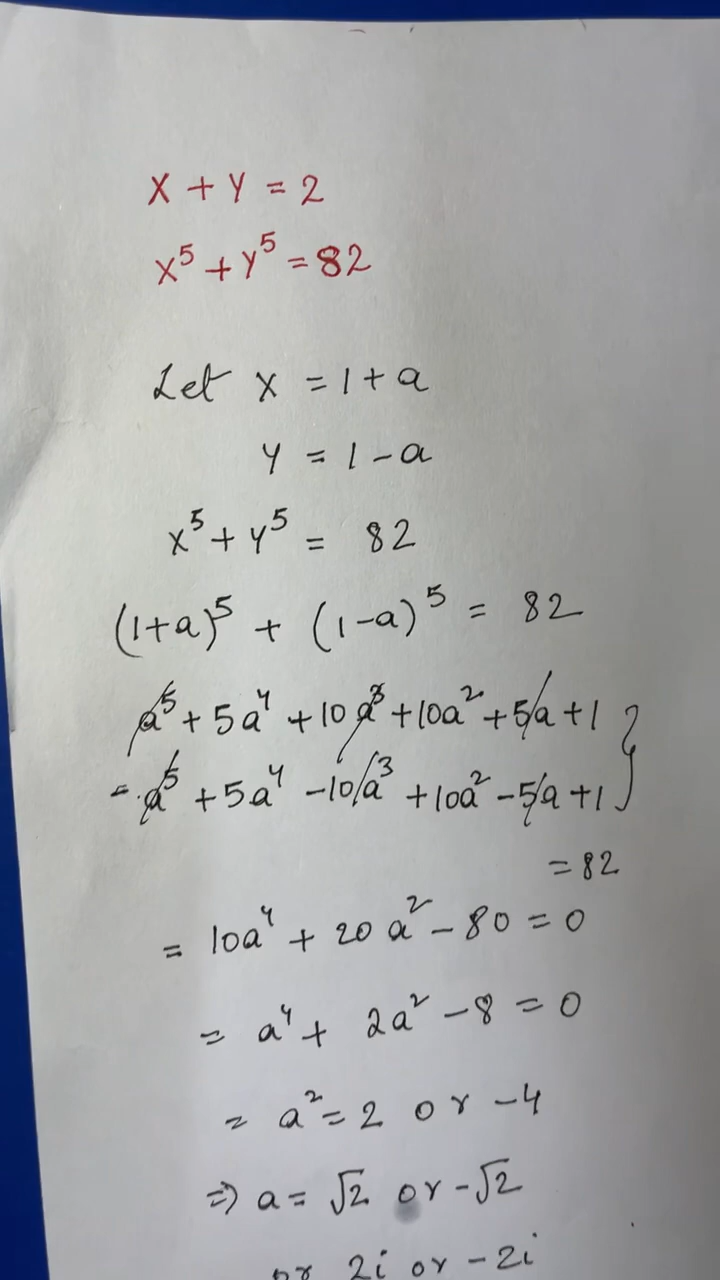 x + y = 2
x⁵ + y⁵ = 82
Let x = 1 + a
y = 1 - a
x⁵ + y⁵ = 82
(1+a)⁵ + (1-a)⁵ = 82
a⁵ + 5a⁴ + 10a³ + 10a² + 5a + 1 }
- a⁵ + 5a⁴ - 10a³ + 10a² - 5a + 1
= 82
= 10a⁴ + 20a² - 80 = 0
= a⁴ + 2a² - 8 = 0
= a² = 2 or -4
⇒ a = √2 or -√2
or 2i or -2i